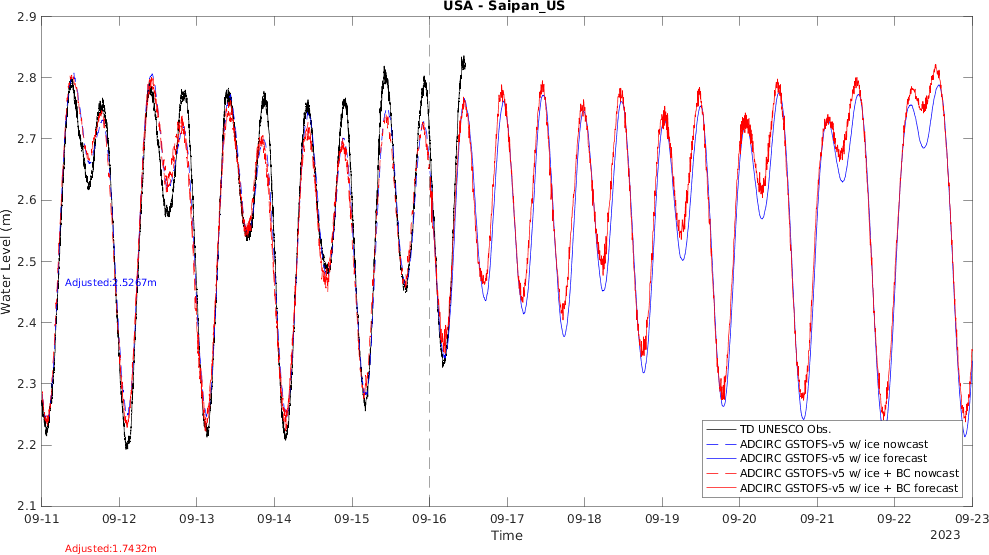 USA - Saipan_US
2.9
2.8
2.7
2.6
2.5
2.4
2.3
2.2
2.1
Water Level (m)
Adjusted:2.5267m
TD UNESCO Obs.
ADCIRC GSTOFS-v5 w/ ice nowcast
ADCIRC GSTOFS-v5 w/ ice forecast
ADCIRC GSTOFS-v5 w/ ice + BC nowcast
ADCIRC GSTOFS-v5 w/ ice + BC forecast
09-11 09-12 09-13 09-14 09-15 09-16 09-17 09-18 09-19 09-20 09-21 09-22 09-23
Time
2023
Adjusted:1.7432m